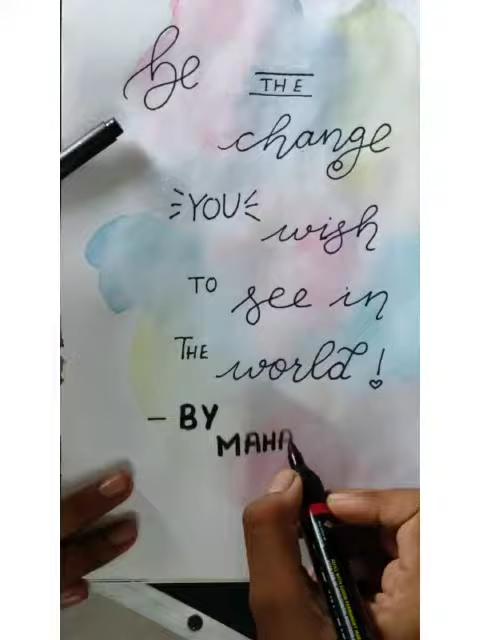 be THE
change
YOU wish
TO see in
THE world!
- BY
MAHA